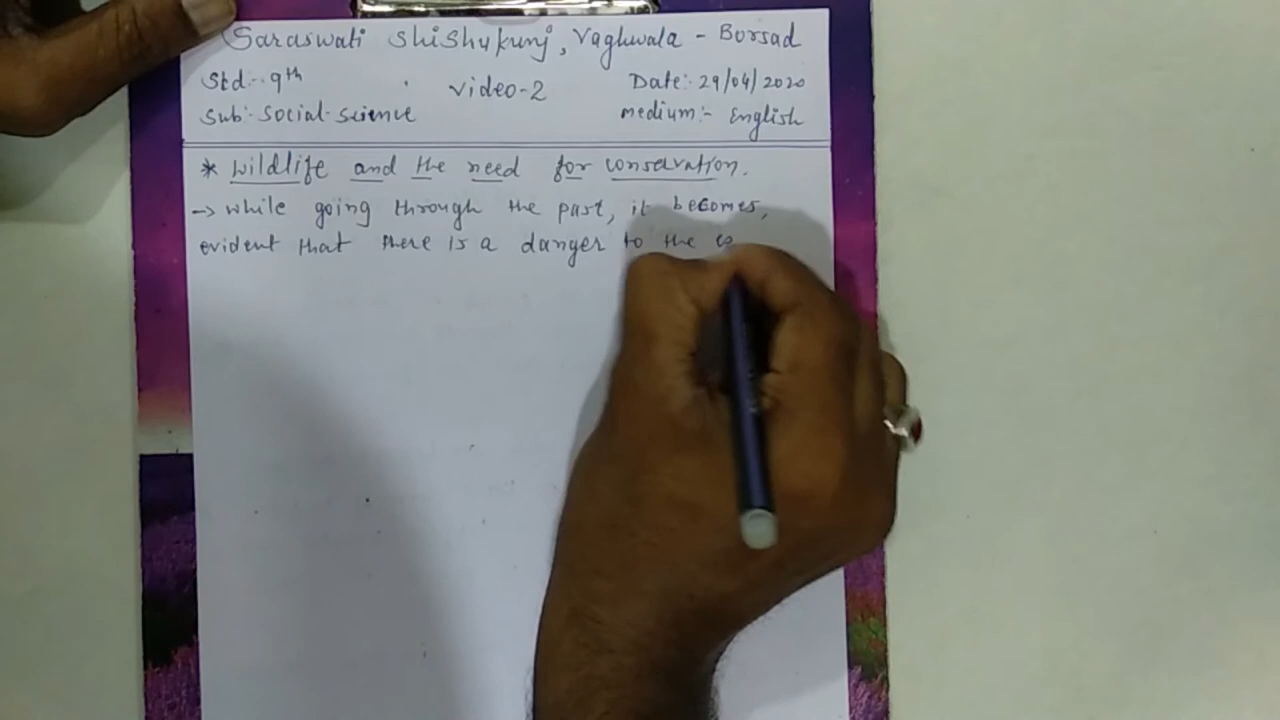 Saraswati Shishukunj, Vaghwala - Borsad
Std:- 9th
video-2
Date:- 29/04/2020
Sub:- Social-science
medium:- English
* Wildlife and the need for conservation.
-> while going through the past, it becomes,
evident that there is a danger to the